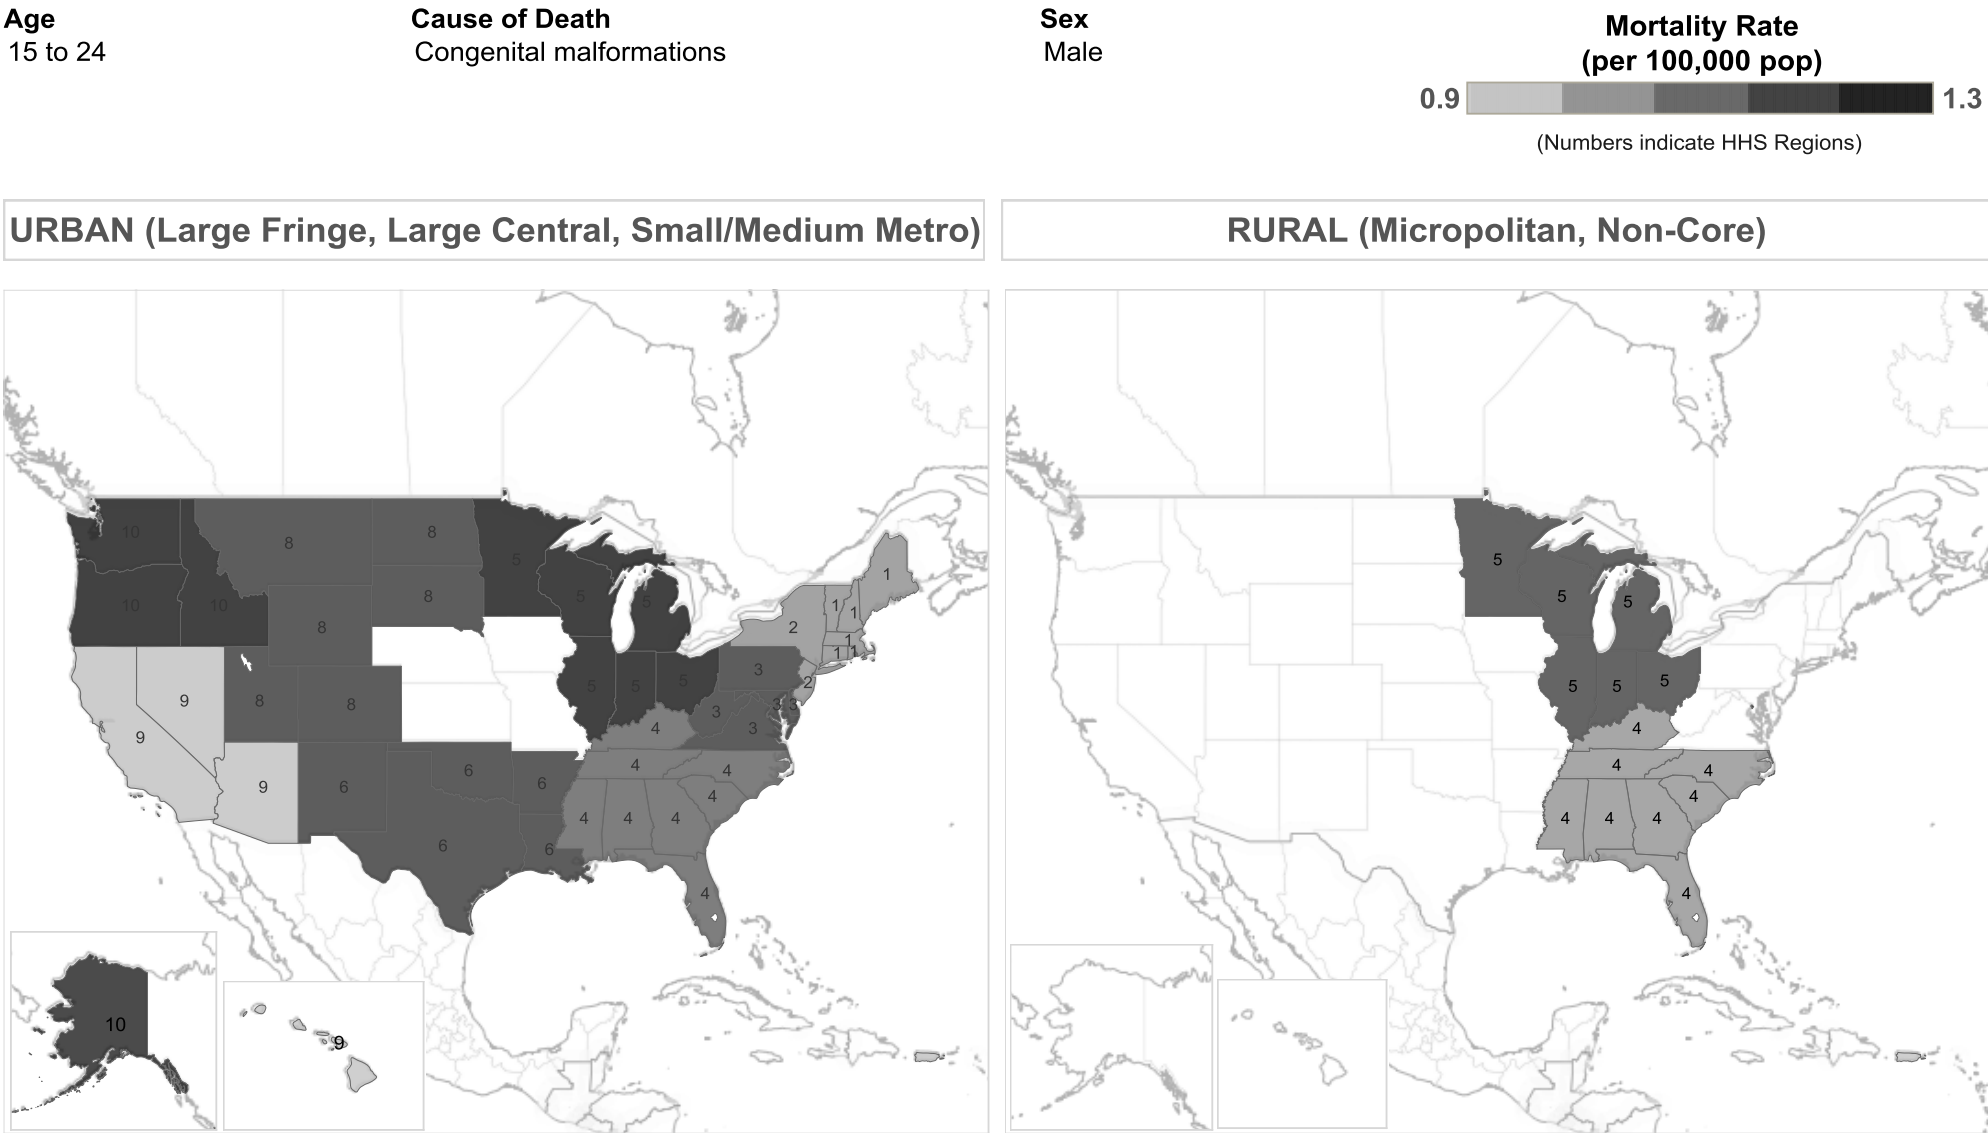 Age
15 to 24
Cause of Death
Congenital malformations
Sex
Male
Mortality Rate
(per 100,000 pop)
0.9 1.3
(Numbers indicate HHS Regions)
URBAN (Large Fringe, Large Central, Small/Medium Metro)
RURAL (Micropolitan, Non-Core)
10 8 8 5
10 10 8 8 5 5 1
2 1 1
1 1 1
9 8 8 5 5 5 3 2
9 4 3 3 3 3
9 6 6 6 4 4
4
6 6 4 4 4
4
10
9
5
5 5
5 5 5
4
4 4
4
4 4 4
4